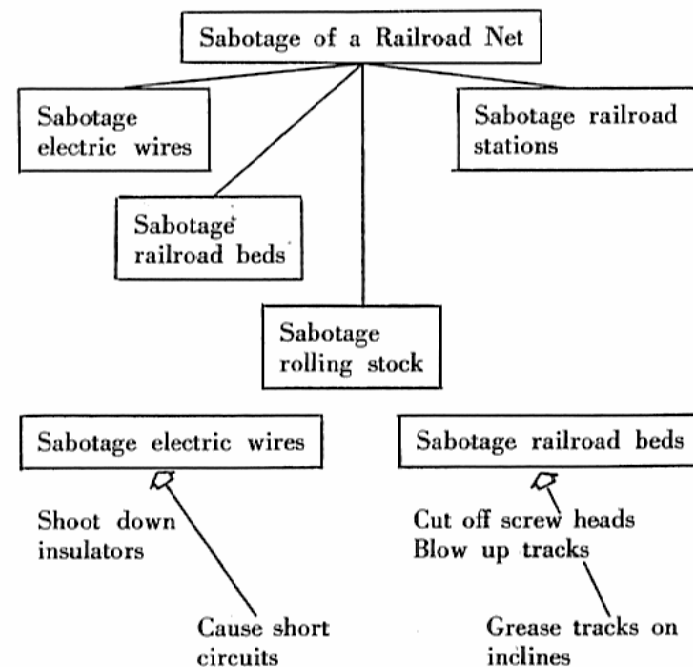 Sabotage of a Railroad Net
Sabotage
electric wires
Sabotage railroad
stations
Sabotage
railroad beds
Sabotage
rolling stock
Sabotage electric wires
Sabotage railroad beds
Shoot down
insulators
Cut off screw heads
Blow up tracks
Cause short
circuits
Grease tracks on
inclines